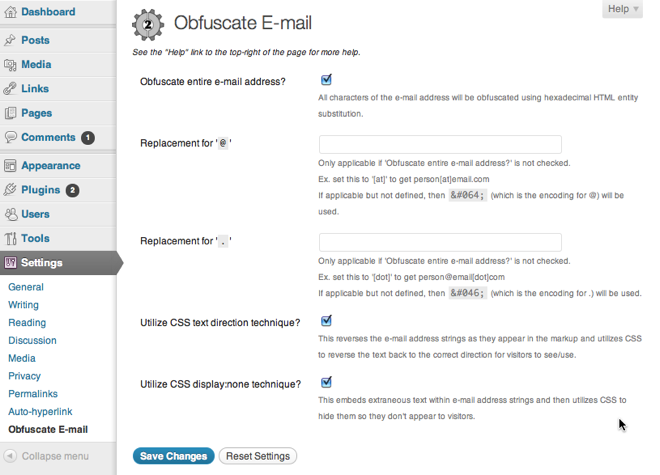 Dashboard
Posts
Media
Links
Pages
Comments 1
Appearance
Plugins 2
Users
Tools
Settings
General
Writing
Reading
Discussion
Media
Privacy
Permalinks
Auto-hyperlink
Obfuscate E-mail
Collapse menu
Help
2
Obfuscate E-mail
See the "Help" link to the top-right of the page for more help.
Obfuscate entire e-mail address?
All characters of the e-mail address will be obfuscated using hexadecimal HTML entity
substitution.
Replacement for '@'
Only applicable if 'Obfuscate entire e-mail address?' is not checked.
Ex. set this to '[at]' to get person[at]email.com
If applicable but not defined, then &#064; (which is the encoding for @) will be
used.
Replacement for '.'
Only applicable if 'Obfuscate entire e-mail address?' is not checked.
Ex. set this to '[dot]' to get person@email[dot]com
If applicable but not defined, then &#046; (which is the encoding for .) will be used.
Utilize CSS text direction technique?
This reverses the e-mail address strings as they appear in the markup and utilizes CSS
to reverse the text back to the correct direction for visitors to see/use.
Utilize CSS display:none technique?
This embeds extraneous text within e-mail address strings and then utilizes CSS to
hide them so they don't appear to visitors.
Save Changes
Reset Settings